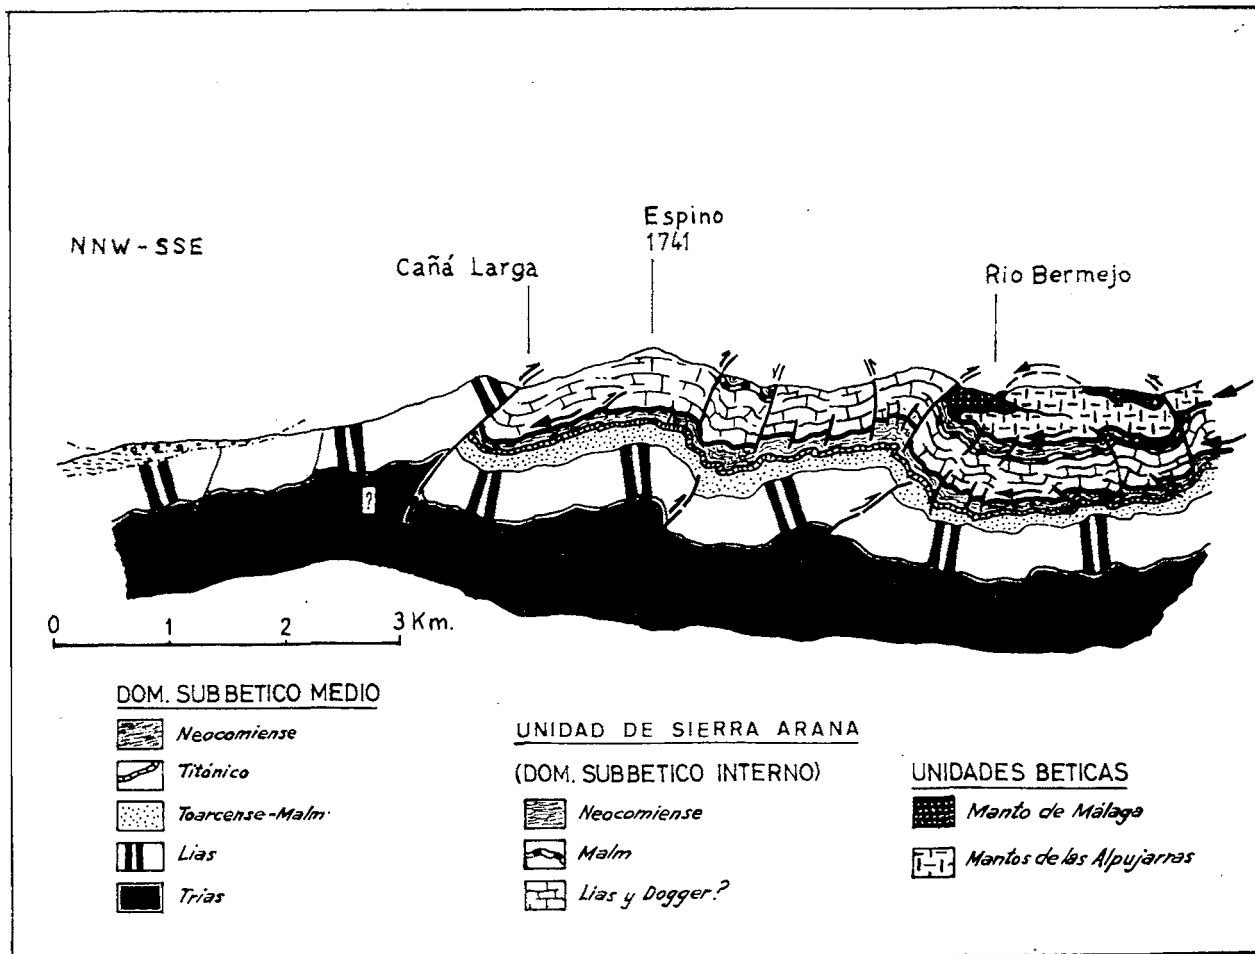 NNW-SSE
Cañá Larga
Espino
1741
Rio Bermejo
?
0 1 2 3 Km.
DOM. SUBBETICO MEDIO
Neocomiense
Titónico
Toarcense-Malm
Lias
Trias
UNIDAD DE SIERRA ARANA
(DOM. SUBBETICO INTERNO)
Neocomiense
Malm
Lias y Dogger?
UNIDADES BETICAS
Manto de Málaga
Mantos de las Alpujarras